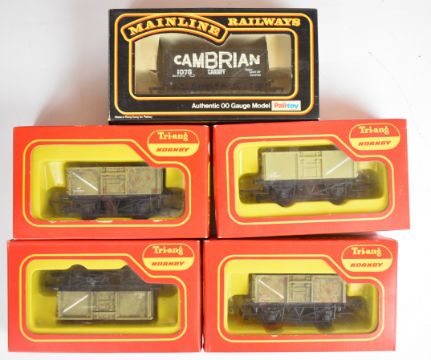 MAINLINE RAILWAYS
CAMBRIAN
1078 CARDIFF
Authentic OO Gauge Model Palitoy
Tri-ang
HORNBY
Tri-ang
HORNBY
Tri-ang
HORNBY
Tri-ang
HORNBY